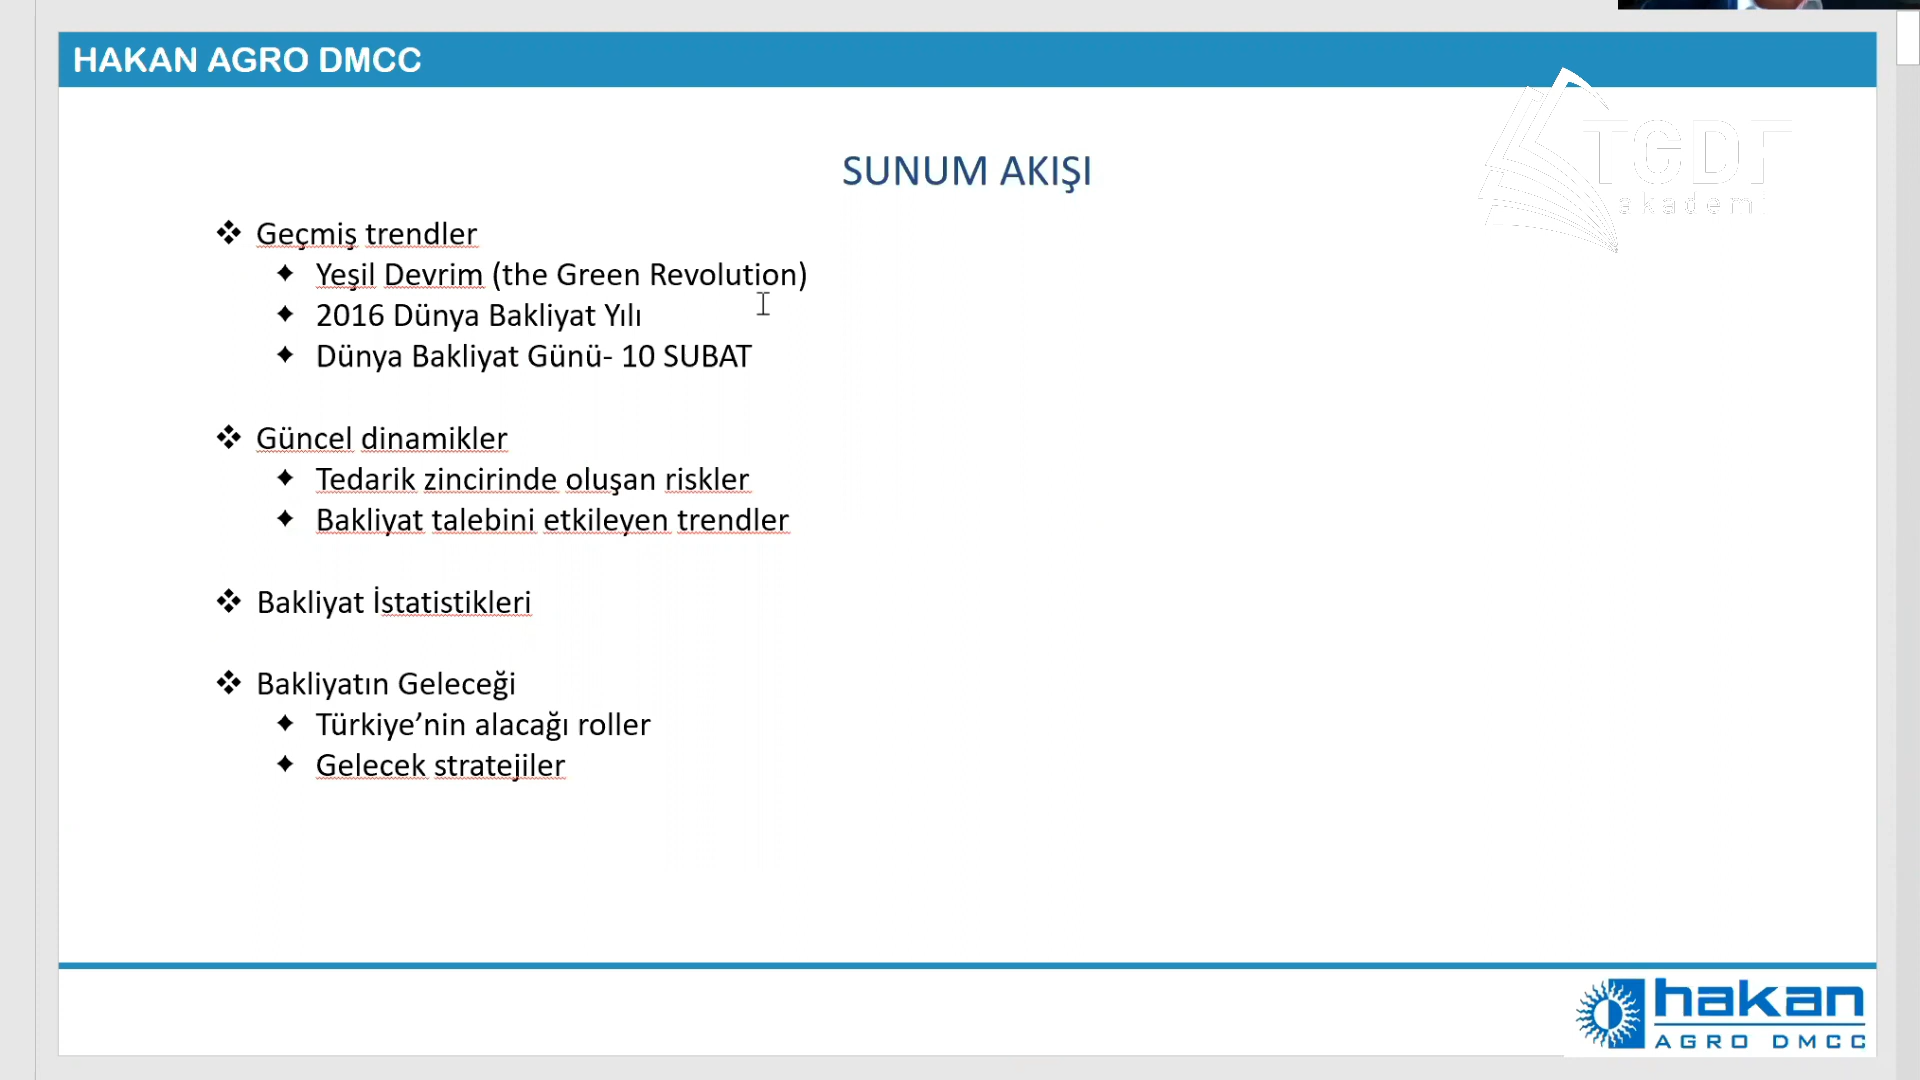 HAKAN AGRO DMCC
TGDF
akademi
SUNUM AKIŞI
Geçmiş trendler
Yeşil Devrim (the Green Revolution)
2016 Dünya Bakliyat Yılı
Dünya Bakliyat Günü- 10 SUBAT
Güncel dinamikler
Tedarik zincirinde oluşan riskler
Bakliyat talebini etkileyen trendler
Bakliyat İstatistikleri
Bakliyatın Geleceği
Türkiye’nin alacağı roller
Gelecek stratejiler
hakan
AGRO DMCC